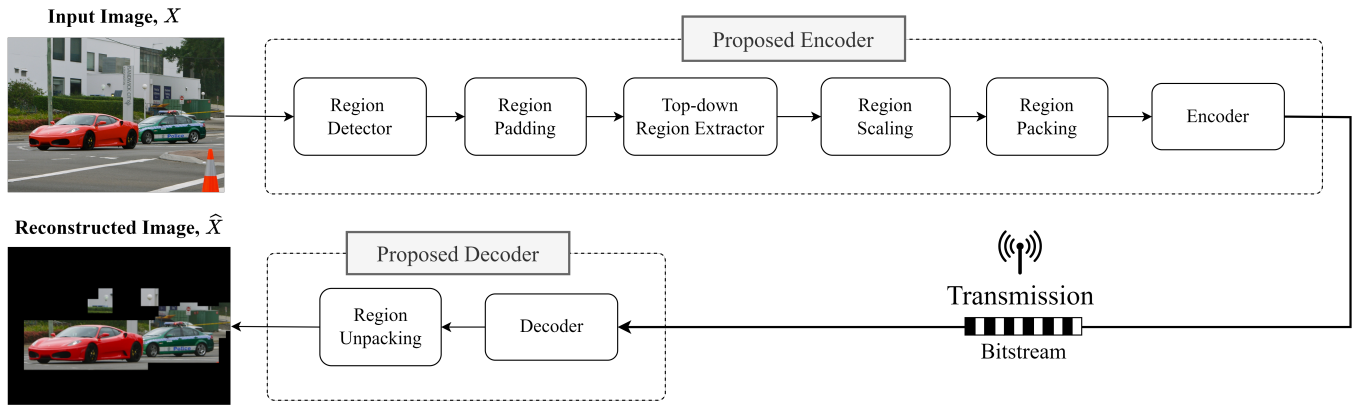 Input Image, X
Proposed Encoder
Region
Detector
Region
Padding
Top-down
Region Extractor
Region
Scaling
Region
Packing
Encoder
Reconstructed Image, X̂
Proposed Decoder
Region
Unpacking
Decoder
Transmission
Bitstream